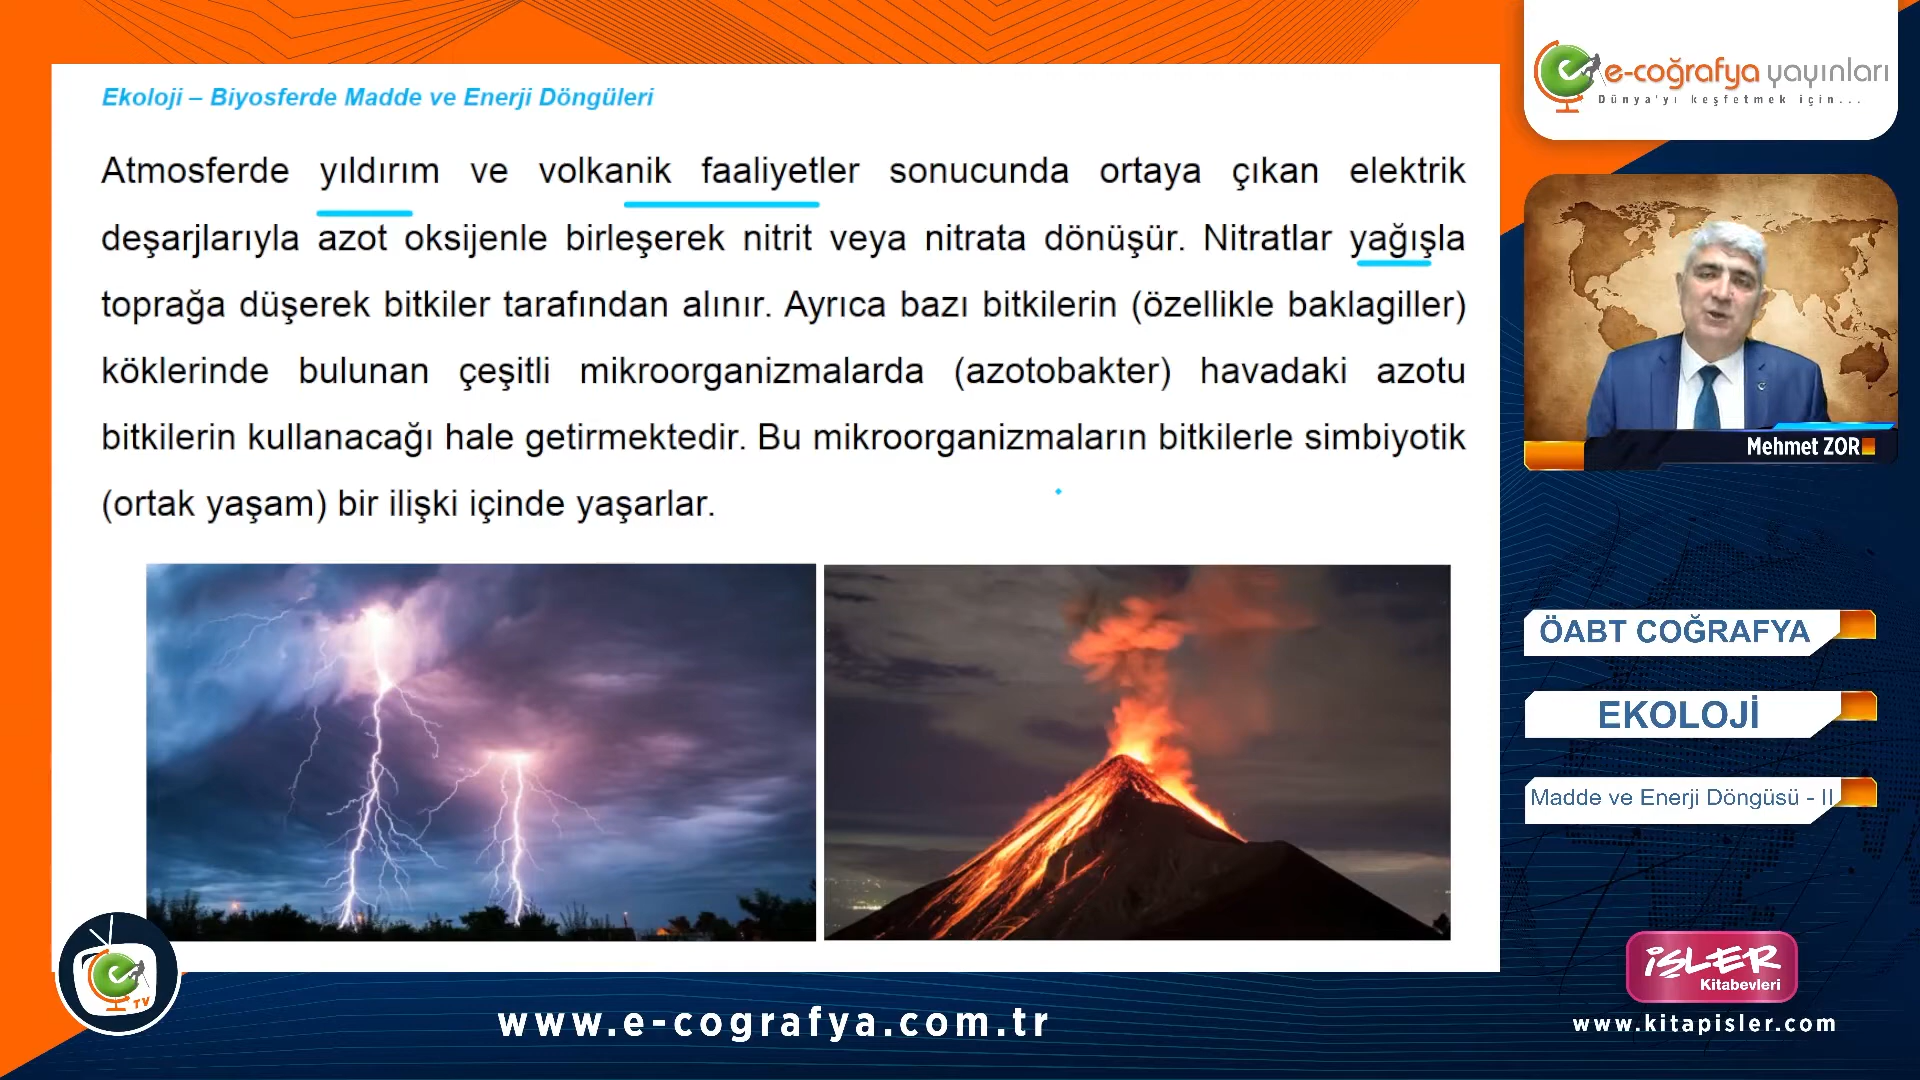 Ekoloji – Biyosferde Madde ve Enerji Döngüleri
Atmosferde yıldırım ve volkanik faaliyetler sonucunda ortaya çıkan elektrik
deşarjlarıyla azot oksijenle birleşerek nitrit veya nitrata dönüşür. Nitratlar yağışla
toprağa düşerek bitkiler tarafından alınır. Ayrıca bazı bitkilerin (özellikle baklagiller)
köklerinde bulunan çeşitli mikroorganizmalarda (azotobakter) havadaki azotu
bitkilerin kullanacağı hale getirmektedir. Bu mikroorganizmaların bitkilerle simbiyotik
(ortak yaşam) bir ilişki içinde yaşarlar.
e-coğrafya yayınları
Dünya'yı keşfetmek için...
Mehmet ZOR
ÖABT COĞRAFYA
EKOLOJİ
Madde ve Enerji Döngüsü - II
İŞLER
Kitabevleri
www.kitapisler.com
TV
www.e-cografya.com.tr